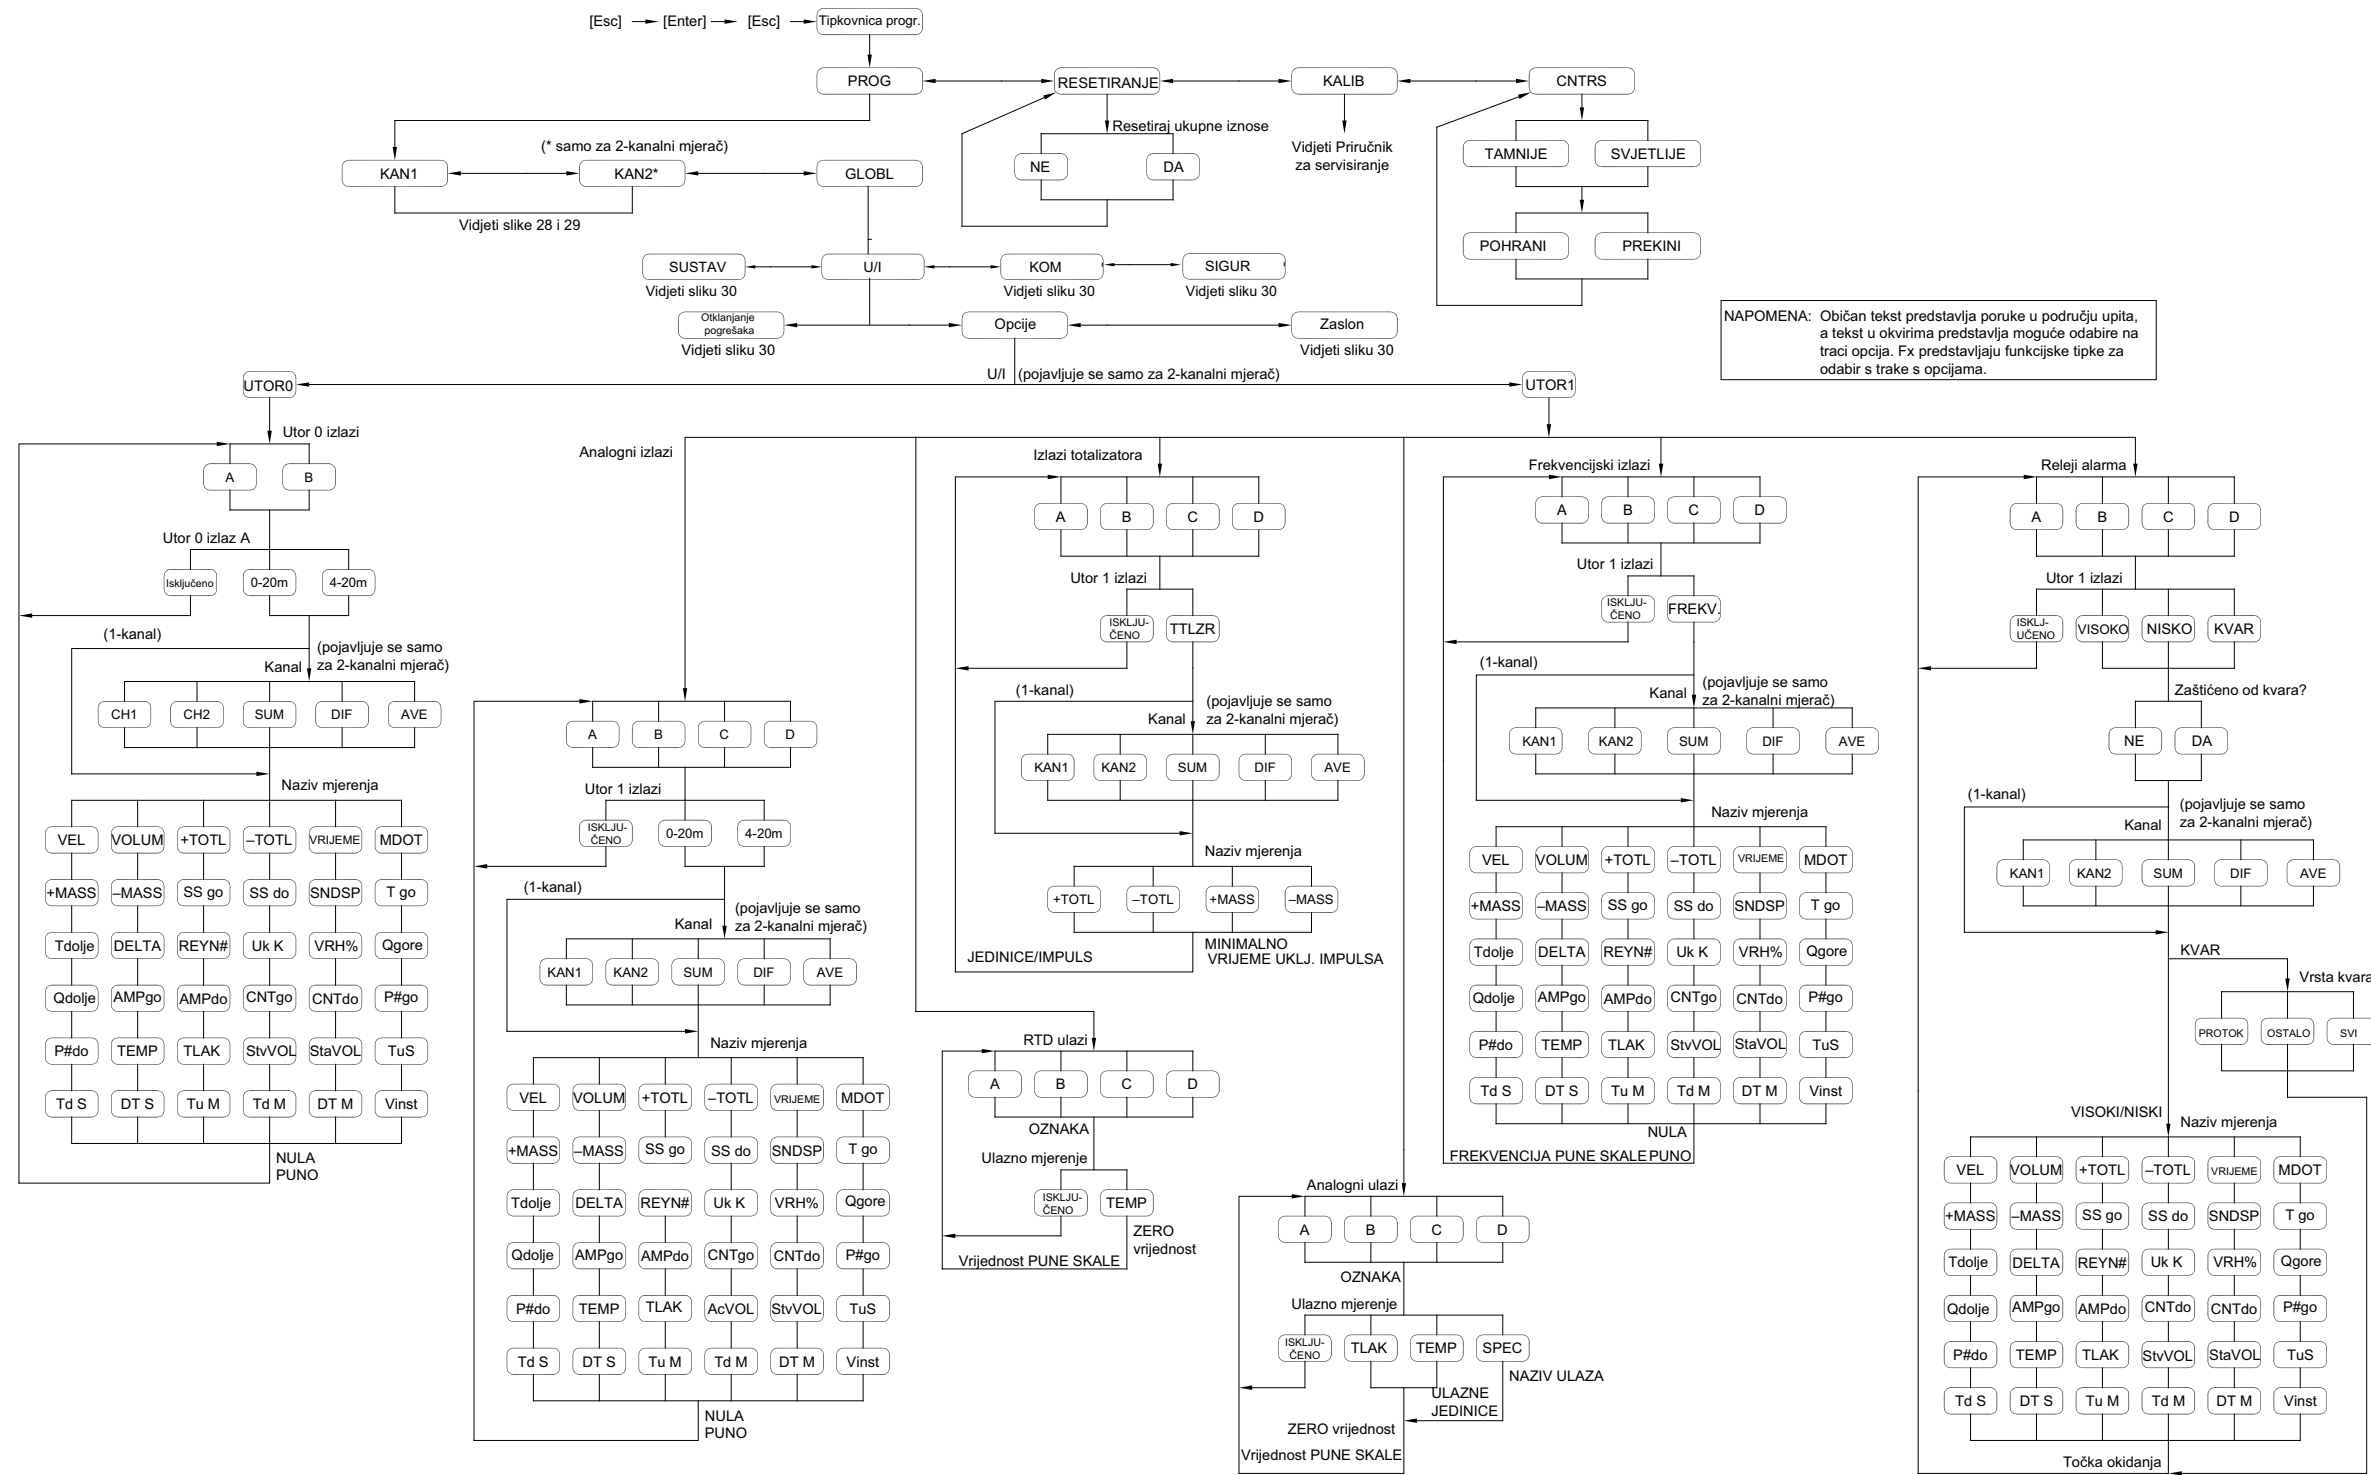 [Esc] [Enter] [Esc] Tipkovnica progr.
PROG RESETIRANJE KALIB CNTRS
Resetiraj ukupne iznose
NE DA
Vidjeti Priručnik
za servisiranje
TAMNIJE SVJETLIJE
POHRANI PREKINI
(* samo za 2-kanalni mjerač)
KAN1 KAN2* GLOBL
Vidjeti slike 28 i 29
SUSTAV U/I KOM SIGUR
Vidjeti sliku 30 Vidjeti sliku 30 Vidjeti sliku 30
Otklanjanje
pogrešaka
Opcije Zaslon
Vidjeti sliku 30 Vidjeti sliku 30
NAPOMENA: Običan tekst predstavlja poruke u području upita,
a tekst u okvirima predstavlja moguće odabire na
traci opcija. Fx predstavljaju funkcijske tipke za
odabir s trake s opcijama.
UTOR0 U/I (pojavljuje se samo za 2-kanalni mjerač) UTOR1
Utor 0 izlazi
A B
Utor 0 izlaz A
Isključeno 0-20m 4-20m
(1-kanal)
(pojavljuje se samo
za 2-kanalni mjerač)
Kanal
CH1 CH2 SUM DIF AVE
Naziv mjerenja
VEL VOLUM +TOTL –TOTL VRIJEME MDOT
+MASS –MASS SS go SS do SNDSP T go
Tdolje DELTA REYN# Uk K VRH% Qgore
Qdolje AMPgo AMPdo CNTgo CNTdo P#go
P#do TEMP TLAK StvVOL StaVOL TuS
Td S DT S Tu M Td M DT M Vinst
NULA
PUNO
Analogni izlazi
A B C D
Utor 1 izlazi
ISKLJU-
ČENO
0-20m 4-20m
(1-kanal)
(pojavljuje se samo
za 2-kanalni mjerač)
Kanal
KAN1 KAN2 SUM DIF AVE
Naziv mjerenja
VEL VOLUM +TOTL –TOTL VRIJEME MDOT
+MASS –MASS SS go SS do SNDSP T go
Tdolje DELTA REYN# Uk K VRH% Qgore
Qdolje AMPgo AMPdo CNTgo CNTdo P#go
P#do TEMP TLAK AcVOL StvVOL TuS
Td S DT S Tu M Td M DT M Vinst
NULA
PUNO
Izlazi totalizatora
A B C D
Utor 1 izlazi
ISKLJU-
ČENO
TTLZR
(1-kanal)
(pojavljuje se samo
za 2-kanalni mjerač)
Kanal
KAN1 KAN2 SUM DIF AVE
Naziv mjerenja
+TOTL –TOTL +MASS –MASS
JEDINICE/IMPULS
MINIMALNO
VRIJEME UKLJ. IMPULSA
RTD ulazi
A B C D
OZNAKA
Ulazno mjerenje
ISKLJU-
ČENO
TEMP
ZERO
vrijednost
Vrijednost PUNE SKALE
Analogni ulazi
A B C D
OZNAKA
Ulazno mjerenje
ISKLJU-
ČENO
TLAK TEMP SPEC
NAZIV ULAZA
ULAZNE
JEDINICE
ZERO vrijednost
Vrijednost PUNE SKALE
Frekvencijski izlazi
A B C D
Utor 1 izlazi
ISKLJU-
ČENO
FREKV.
(1-kanal)
(pojavljuje se samo
za 2-kanalni mjerač)
Kanal
KAN1 KAN2 SUM DIF AVE
Naziv mjerenja
VEL VOLUM +TOTL –TOTL VRIJEME MDOT
+MASS –MASS SS go SS do SNDSP T go
Tdolje DELTA REYN# Uk K VRH% Qgore
Qdolje AMPgo AMPdo CNTgo CNTdo P#go
P#do TEMP TLAK StvVOL StaVOL TuS
Td S DT S Tu M Td M DT M Vinst
NULA
FREKVENCIJA PUNE SKALE PUNO
Releji alarma
A B C D
Utor 1 izlazi
ISKLJ-
UČENO
VISOKO NISKO KVAR
Zaštićeno od kvara?
NE DA
(1-kanal)
(pojavljuje se samo
za 2-kanalni mjerač)
Kanal
KAN1 KAN2 SUM DIF AVE
KVAR
Vrsta kvara
PROTOK OSTALO SVI
VISOKI/NISKI
Naziv mjerenja
VEL VOLUM +TOTL –TOTL VRIJEME MDOT
+MASS –MASS SS go SS do SNDSP T go
Tdolje DELTA REYN# Uk K VRH% Qgore
Qdolje AMPgo AMPdo CNTdo CNTdo P#go
P#do TEMP TLAK StvVOL StaVOL TuS
Td S DT S Tu M Td M DT M Vinst
Točka okidanja